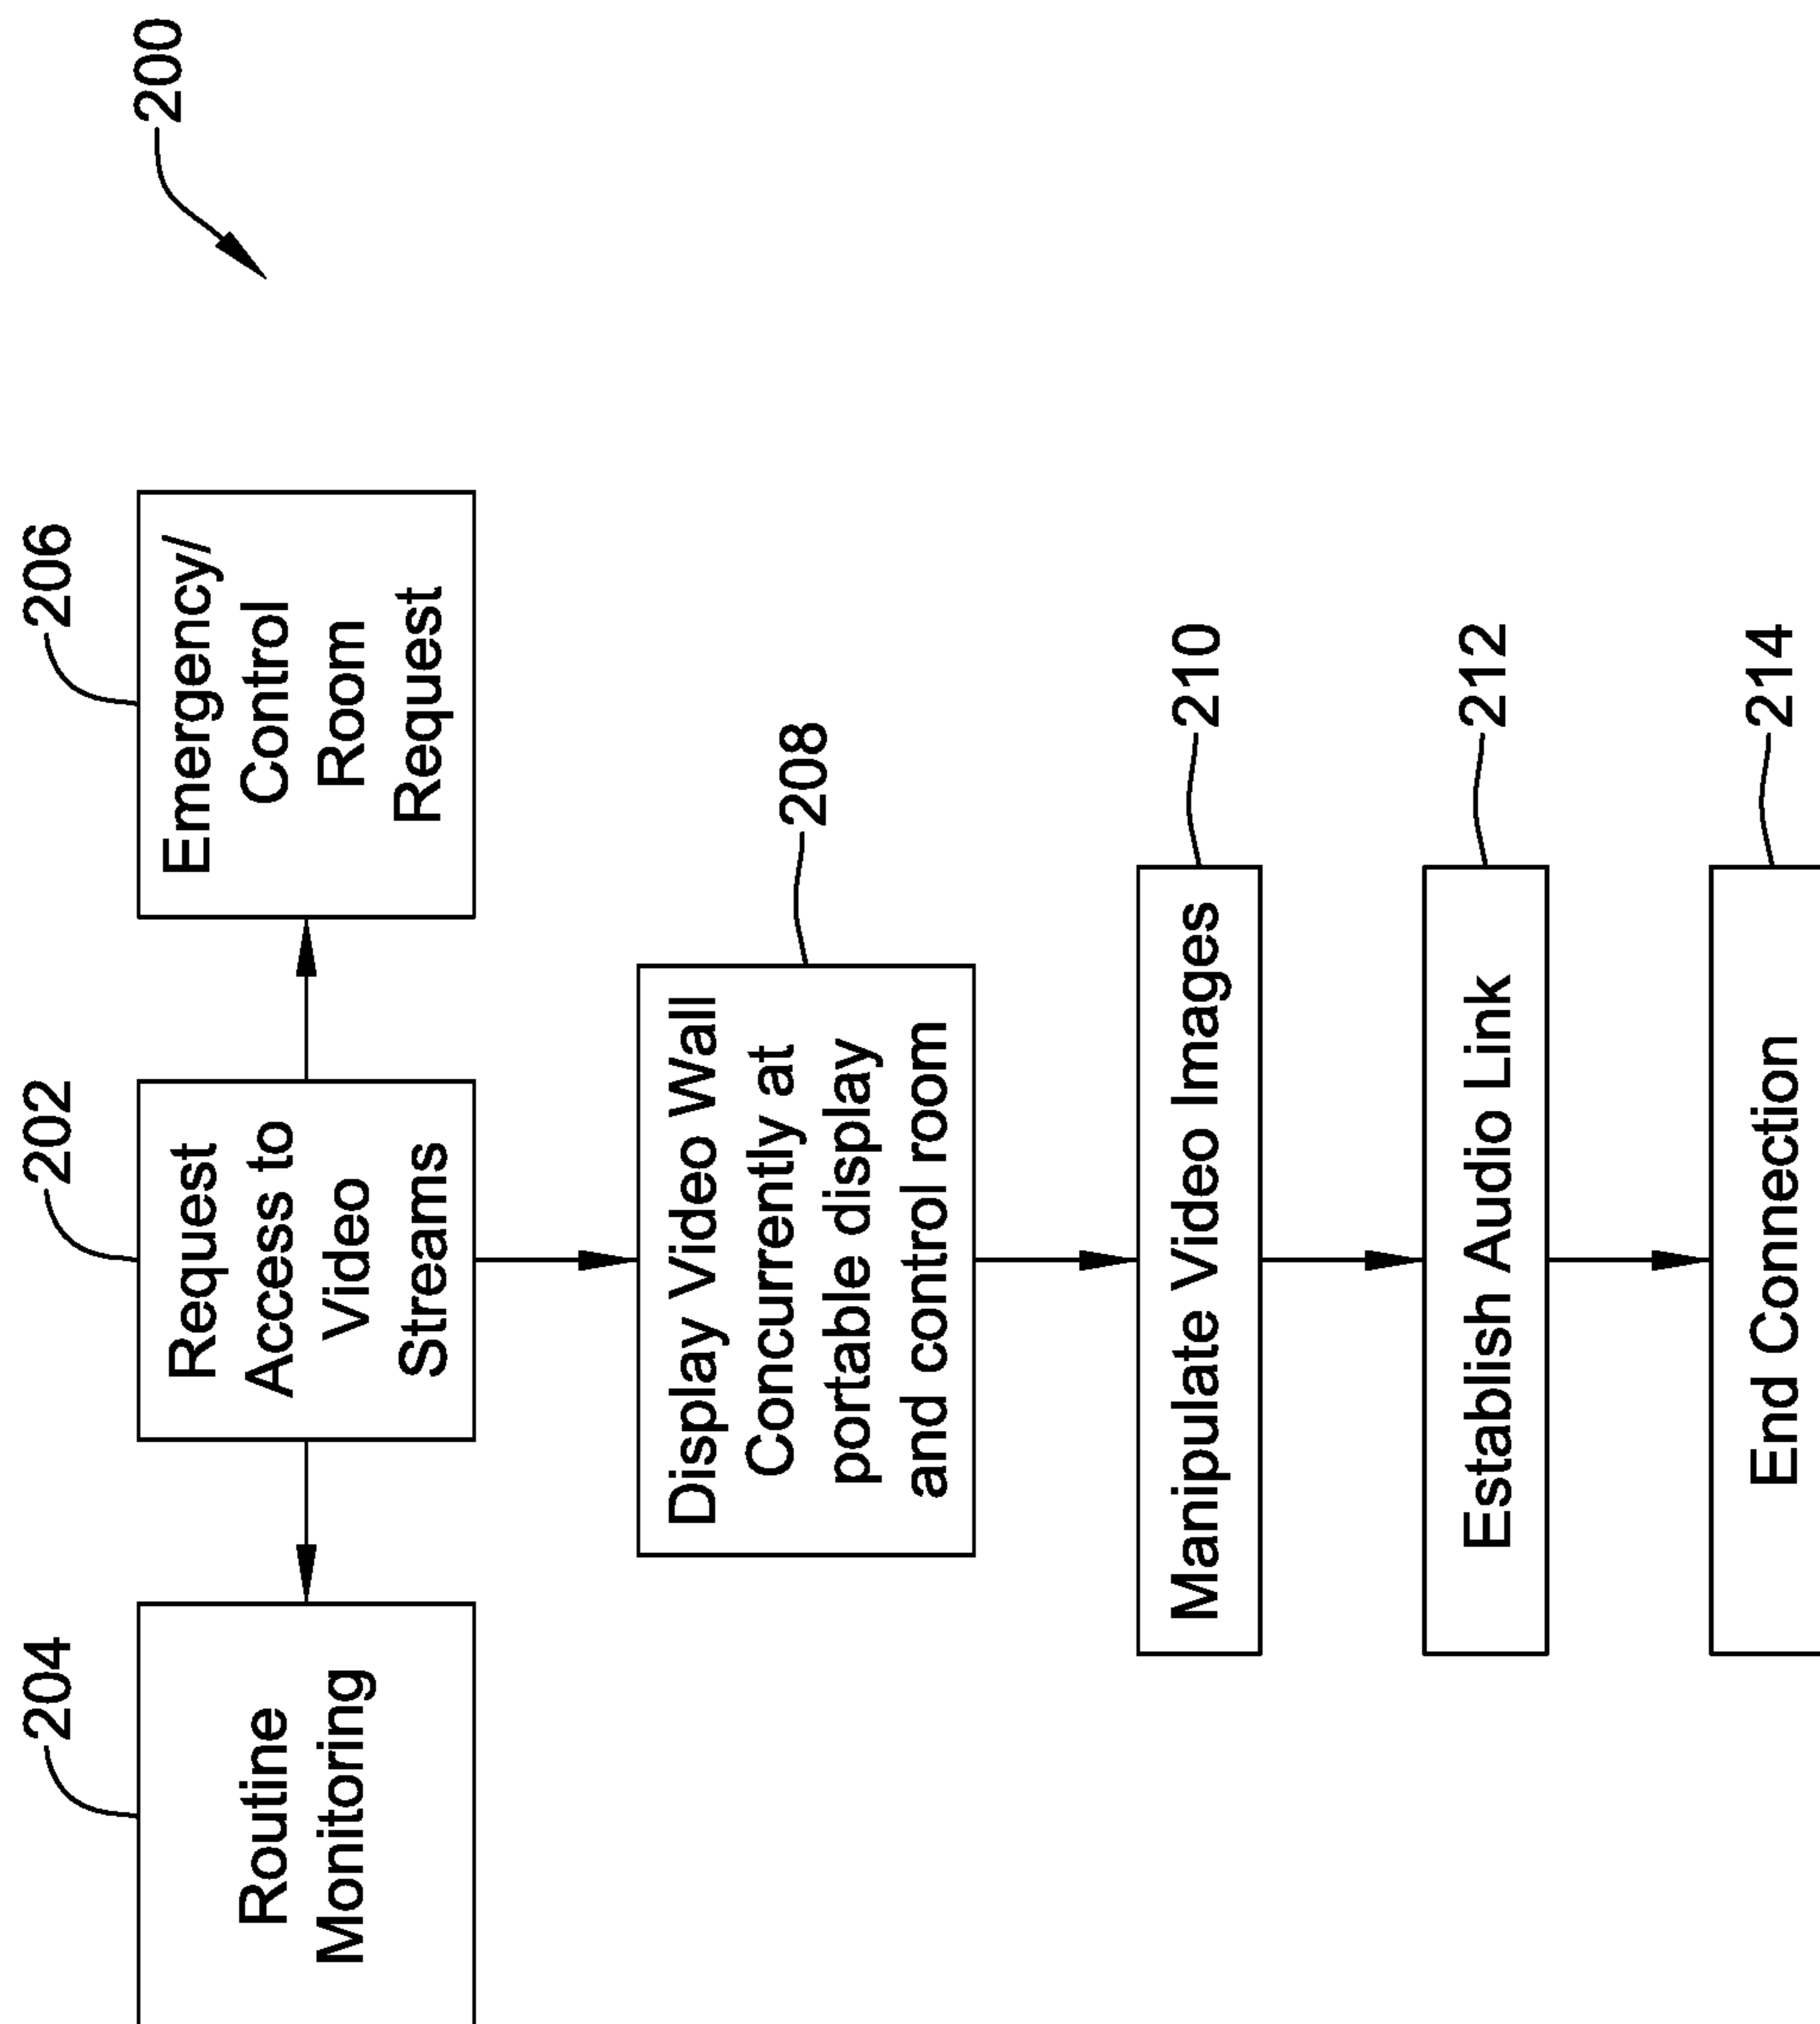 200
204
202
206
Routine
Monitoring
Request
Access to
Video
Streams
Emergency/
Control
Room
Request
208
Display Video Wall
Concurrently at
portable display
and control room
210
Manipulate Video Images
212
Establish Audio Link
214
End Connection